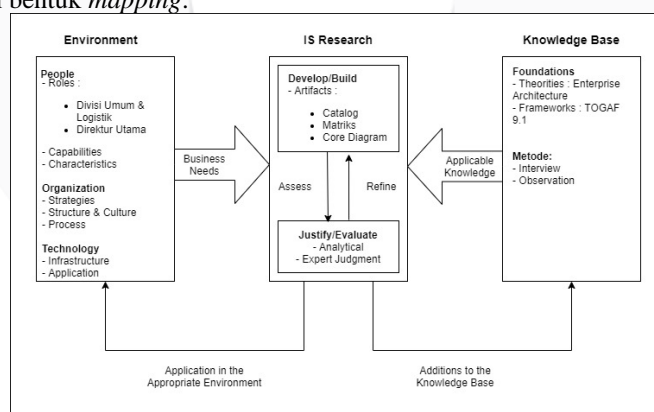 bentuk mapping.
Environment
IS Research
Knowledge Base
People
- Roles :
• Divisi Umum &
Logistik
• Direktur Utama
- Capabilities
- Characteristics
Organization
- Strategies
- Structure & Culture
- Process
Technology
- Infrastructure
- Application
Business
Needs
Develop/Build
- Artifacts :
• Catalog
• Matriks
• Core Diagram
Assess
Refine
Justify/Evaluate
- Analytical
- Expert Judgment
Applicable
Knowledge
Foundations
- Theorities : Enterprise
Architecture
- Frameworks : TOGAF
9.1
Metode:
- Interview
- Observation
Application in the
Appropriate Environment
Additions to the
Knowledge Base